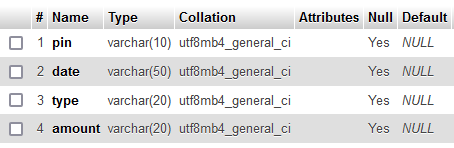 # Name Type Collation Attributes Null Default
1 pin varchar(10) utf8mb4_general_ci Yes NULL
2 date varchar(50) utf8mb4_general_ci Yes NULL
3 type varchar(20) utf8mb4_general_ci Yes NULL
4 amount varchar(20) utf8mb4_general_ci Yes NULL